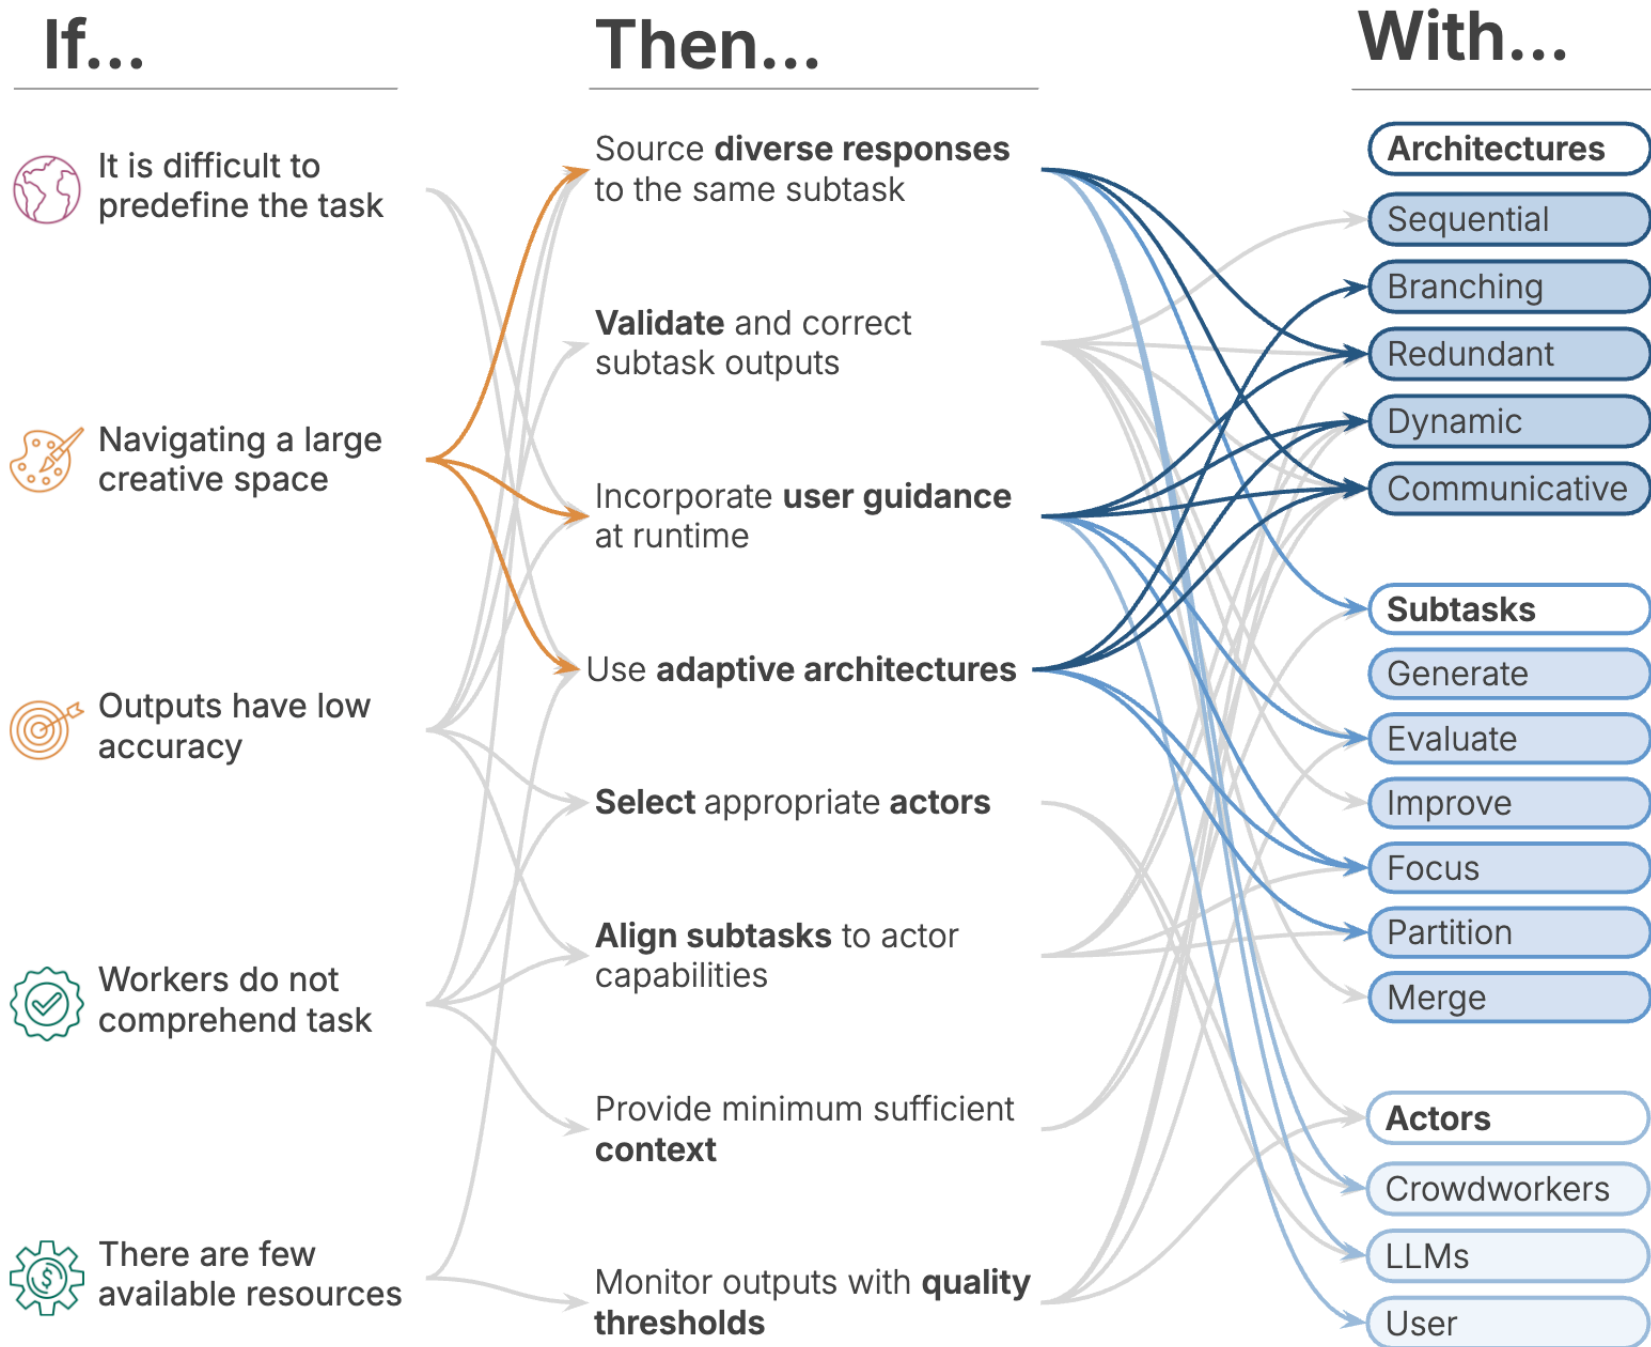 If...
Then...
With...
It is difficult to
predefine the task
Navigating a large
creative space
Outputs have low
accuracy
Workers do not
comprehend task
There are few
available resources
Source diverse responses
to the same subtask
Validate and correct
subtask outputs
Incorporate user guidance
at runtime
Use adaptive architectures
Select appropriate actors
Align subtasks to actor
capabilities
Provide minimum sufficient
context
Monitor outputs with quality
thresholds
Architectures
Sequential
Branching
Redundant
Dynamic
Communicative
Subtasks
Generate
Evaluate
Improve
Focus
Partition
Merge
Actors
Crowdworkers
LLMs
User